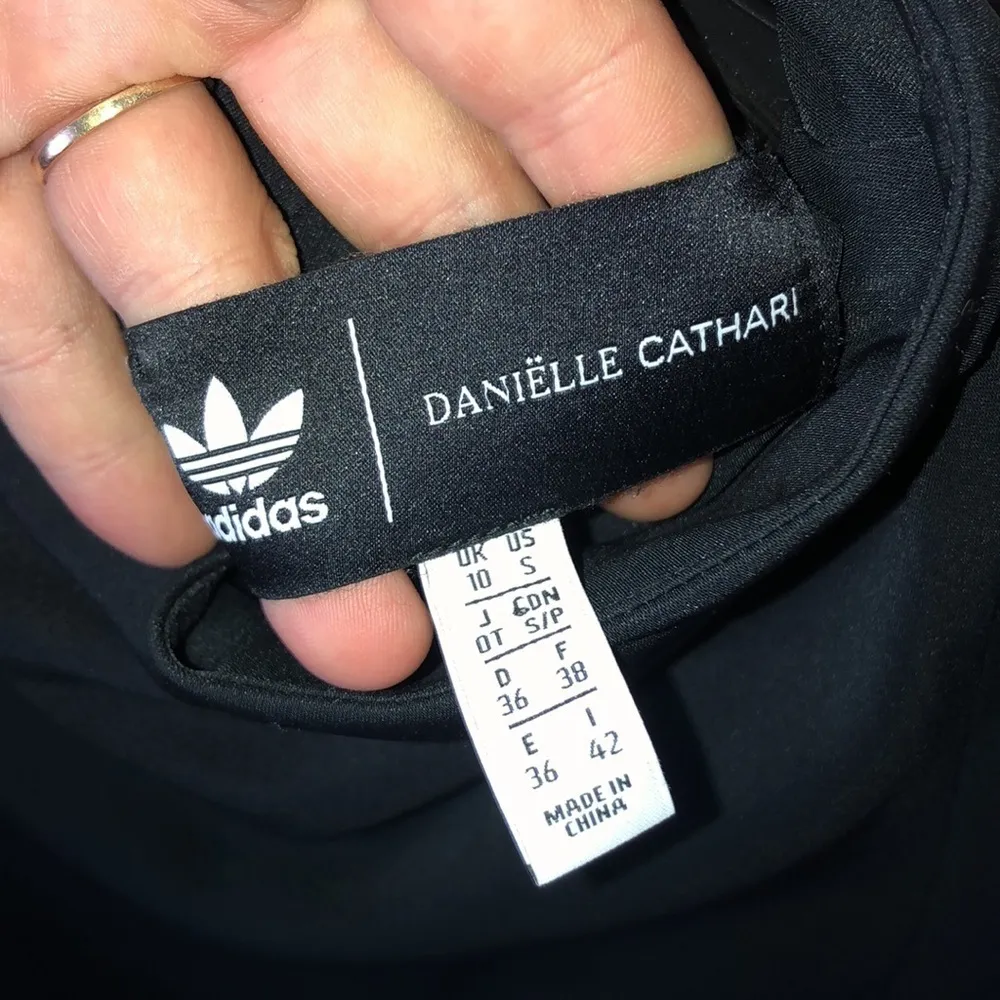 adidas
DANIËLLE CATHARI
UK US
10 S
J CDN
OT S/P
D F
36 38
E I
36 42
MADE IN
CHINA